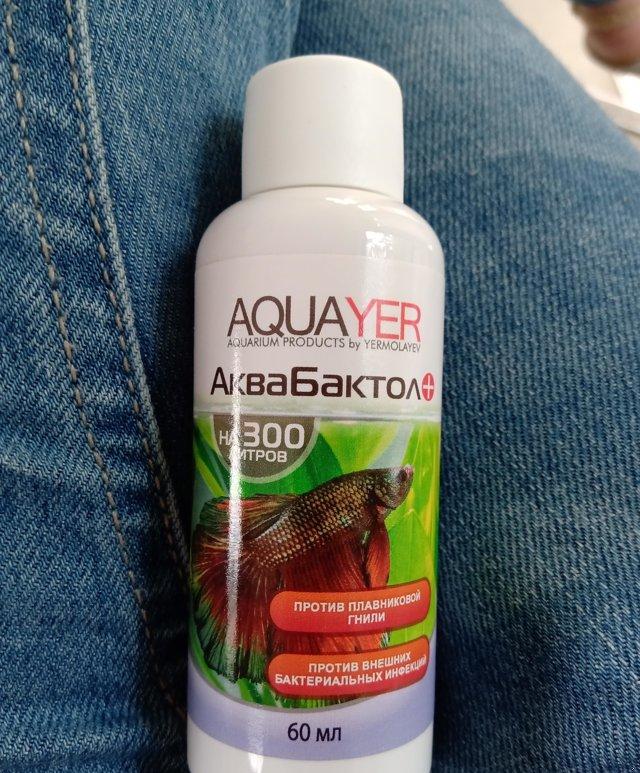 AQUAYER
AQUARIUM PRODUCTS by YERMOLAYEV
АкваБактол+
НА 300
ЛИТРОВ
ПРОТИВ ПЛАВНИКОВОЙ
ГНИЛИ
ПРОТИВ ВНЕШНИХ
БАКТЕРИАЛЬНЫХ ИНФЕКЦИЙ
60 мл